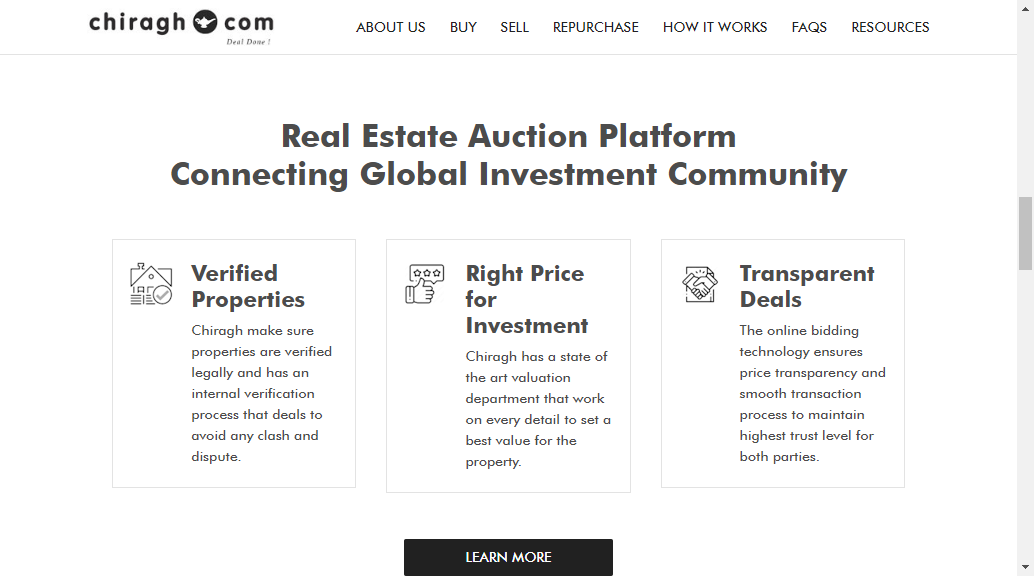 chiragh com
Deal Done !
ABOUT US BUY SELL REPURCHASE HOW IT WORKS FAQS RESOURCES
Real Estate Auction Platform
Connecting Global Investment Community
Verified
Properties
Chiragh make sure
properties are verified
legally and has an
internal verification
process that deals to
avoid any clash and
dispute.
Right Price
for
Investment
Chiragh has a state of
the art valuation
department that work
on every detail to set a
best value for the
property.
Transparent
Deals
The online bidding
technology ensures
price transparency and
smooth transaction
process to maintain
highest trust level for
both parties.
LEARN MORE